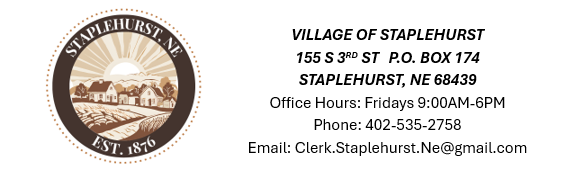 STAPLEHURST, NE
EST. 1876
VILLAGE OF STAPLEHURST
155 S 3RD ST P.O. BOX 174
STAPLEHURST, NE 68439
Office Hours: Fridays 9:00AM-6PM
Phone: 402-535-2758
Email: Clerk.Staplehurst.Ne@gmail.com